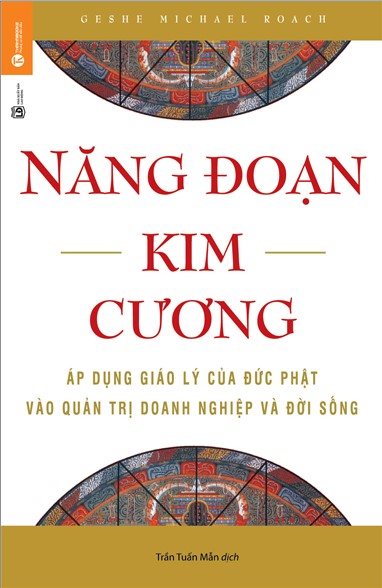 GESHE MICHAEL ROACH
NĂNG ĐOẠN
KIM
CƯƠNG
ÁP DỤNG GIÁO LÝ CỦA ĐỨC PHẬT
VÀO QUẢN TRỊ DOANH NGHIỆP VÀ ĐỜI SỐNG
Trần Tuấn Mẫn dịch